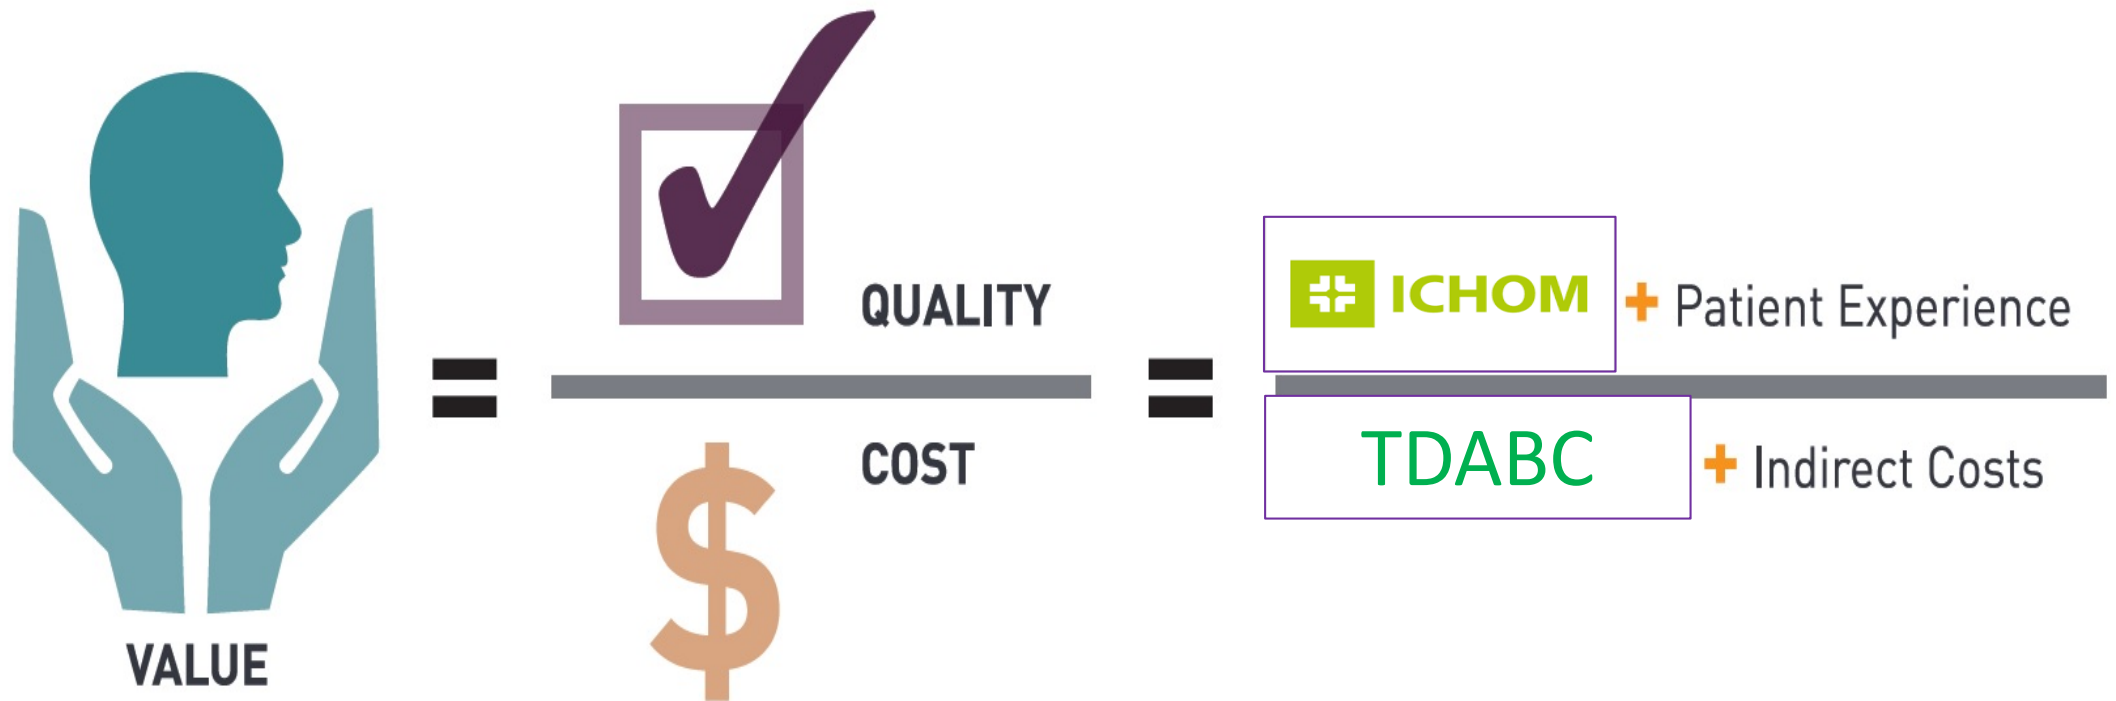 VALUE
=
QUALITY
$
COST
=
ICHOM + Patient Experience
TDABC + Indirect Costs